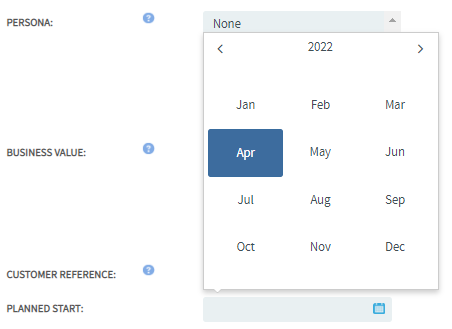 PERSONA:
None
2022
Jan Feb Mar
Apr May Jun
BUSINESS VALUE:
Jul Aug Sep
Oct Nov Dec
CUSTOMER REFERENCE:
PLANNED START: